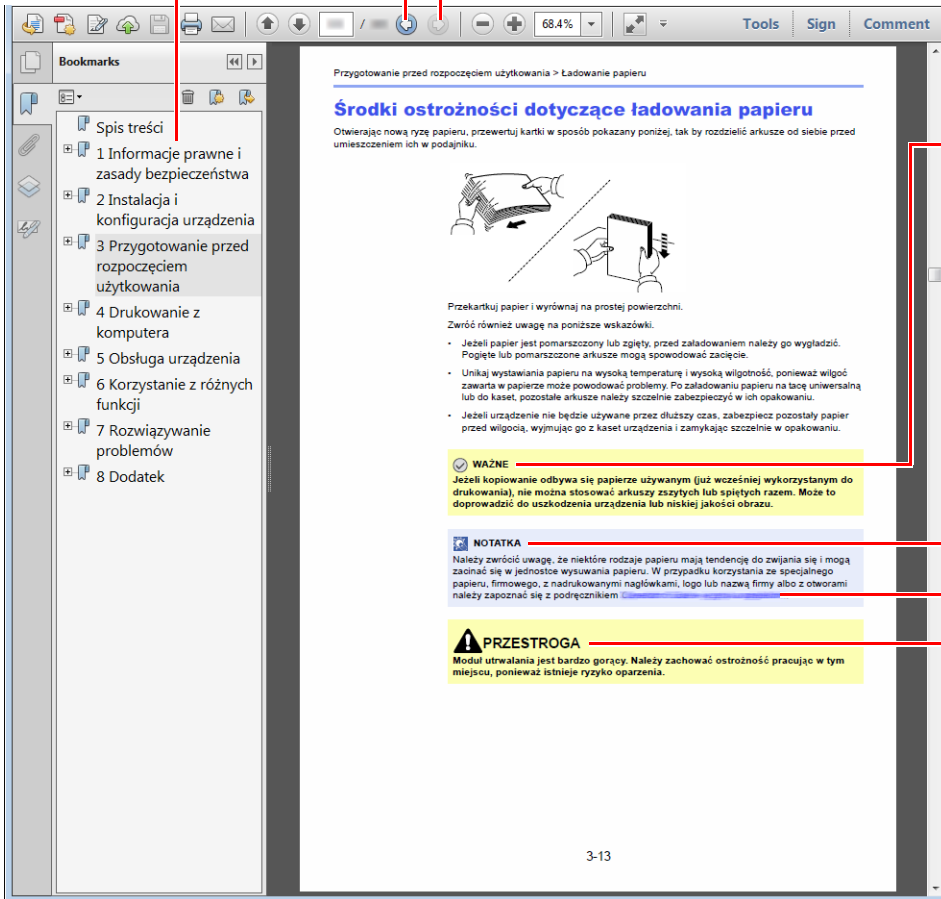 68.4%
Tools
Sign
Comment
Bookmarks
Spis treści
1 Informacje prawne i
zasady bezpieczeństwa
2 Instalacja i
konfiguracja urządzenia
3 Przygotowanie przed
rozpoczęciem
użytkowania
4 Drukowanie z
komputera
5 Obsługa urządzenia
6 Korzystanie z różnych
funkcji
7 Rozwiązywanie
problemów
8 Dodatek
Przygotowanie przed rozpoczęciem użytkowania > Ładowanie papieru
Środki ostrożności dotyczące ładowania papieru
Otwierając nową ryzę papieru, przewertuj kartki w sposób pokazany poniżej, tak by rozdzielić arkusze od siebie przed
umieszczeniem ich w podajniku.
Przekartkuj papier i wyrównaj na prostej powierzchni.
Zwróć również uwagę na poniższe wskazówki.
• Jeżeli papier jest pomarszczony lub zgięty, przed załadowaniem należy go wygładzić.
Pogięte lub pomarszczone arkusze mogą spowodować zacięcie.
• Unikaj wystawiania papieru na wysoką temperaturę i wysoką wilgotność, ponieważ wilgoć
zawarta w papierze może powodować problemy. Po załadowaniu papieru na tacę uniwersalną
lub do kaset, pozostałe arkusze należy szczelnie zabezpieczyć w ich opakowaniu.
• Jeżeli urządzenie nie będzie używane przez dłuższy czas, zabezpiecz pozostały papier
przed wilgocią, wyjmując go z kaset urządzenia i zamykając szczelnie w opakowaniu.
WAŻNE
Jeżeli kopiowanie odbywa się papierze używanym (już wcześniej wykorzystanym do
drukowania), nie można stosować arkuszy zszytych lub spiętych razem. Może to
doprowadzić do uszkodzenia urządzenia lub niskiej jakości obrazu.
NOTATKA
Należy zwrócić uwagę, że niektóre rodzaje papieru mają tendencję do zwijania się i mogą
zacinać się w jednostce wysuwania papieru. W przypadku korzystania ze specjalnego
papieru, firmowego, z nadrukowanymi nagłówkami, logo lub nazwą firmy albo z otworami
należy zapoznać się z podręcznikiem
PRZESTROGA
Moduł utrwalania jest bardzo gorący. Należy zachować ostrożność pracując w tym
miejscu, ponieważ istnieje ryzyko oparzenia.
3-13